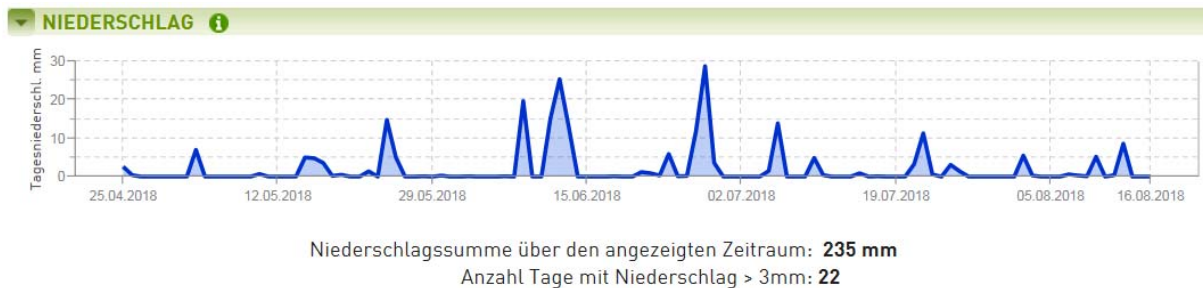 NIEDERSCHLAG i
Tagesniederschl. mm
30
20
10
0
25.04.2018 12.05.2018 29.05.2018 15.06.2018 02.07.2018 19.07.2018 05.08.2018 16.08.2018
Niederschlagssumme über den angezeigten Zeitraum: 235 mm
Anzahl Tage mit Niederschlag > 3mm: 22